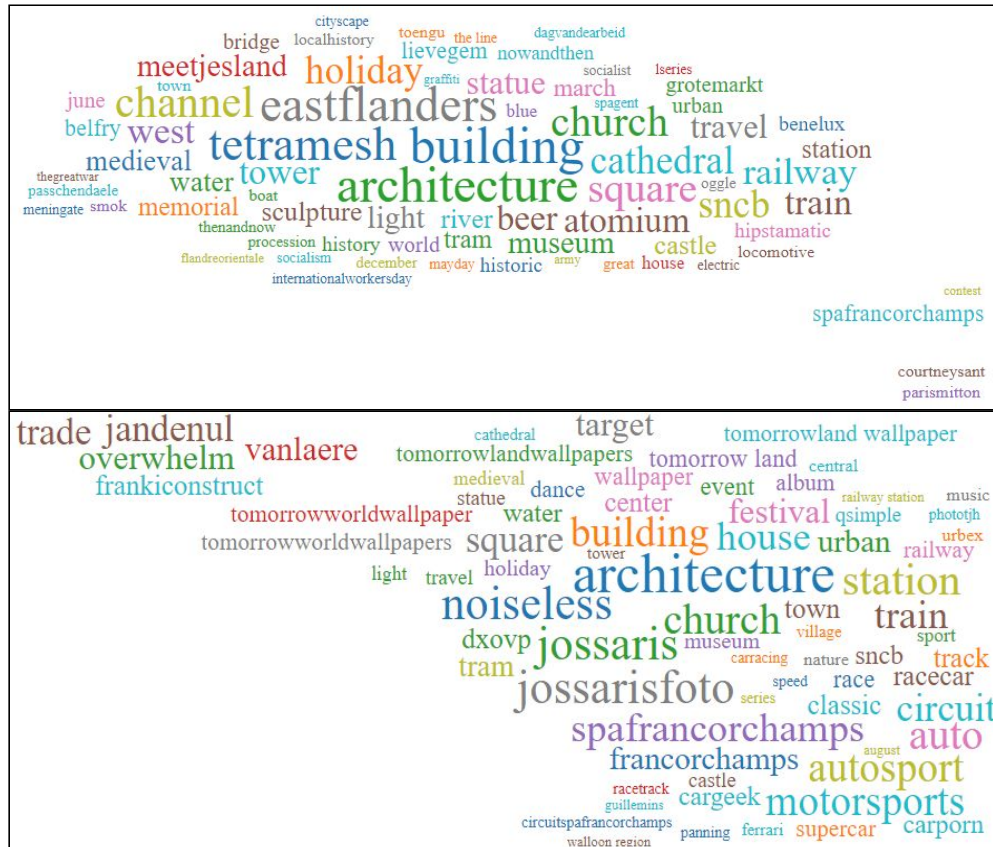 cityscape
bridge localhistory toengu the line dagvandearbeid
lievegem nowandthen
meetjesland holiday graffiti statue socialist lseries
town march grotemarkt
june channel eastflanders blue spagent urban
belfry west church travel benelux
medieval tetramesh building cathedral station
thegreatwar water tower railway
passchendaele architecture square oggle
meningate smok memorial boat sncb train
sculpture light river beer atomium
thenandnow hipstamatic
procession history world tram museum castle locomotive
flandreorientale socialism december mayday historic army great house electric
internationalworkersday
contest
spafrancorchamps
courtneysant
parismitton
trade jandenul target
cathedral tomorrowland wallpaper
overwhelm vanlaere tomorrowlandwallpapers tomorrow land central
frankiconstruct medieval wallpaper event album
statue dance center railway station music
tomorrowworldwallpaper water festival qsimple phototjh
tomorrowworldwallpapers square building house urban urbex
tower railway
light travel holiday architecture station
noiseless church town train
dxovp jossaris museum village sport
tram carracing nature sncb track
jossarisfoto speed race racecar
series classic circuit
spafrancorchamps auto
francorchamps august
castle autosport
racetrack cargeek motorsports
guillemins
circuitspafrancorchamps panning ferrari supercar carporn
walloon region